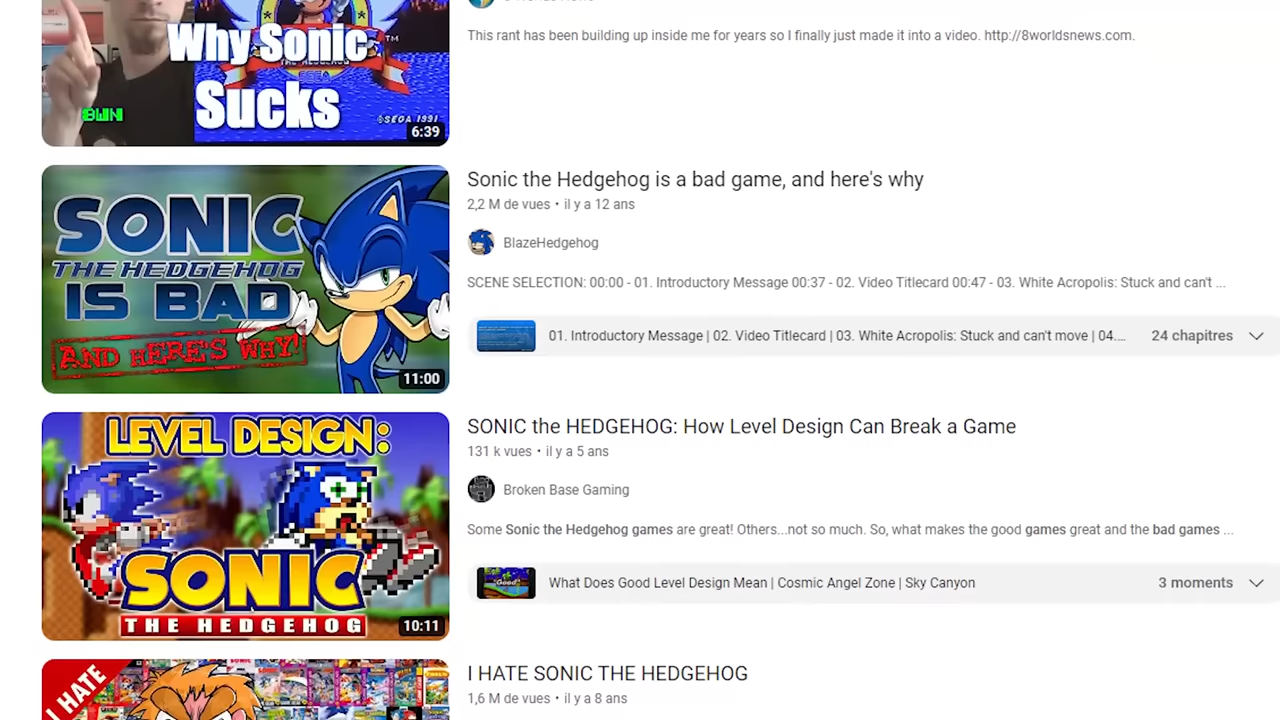 Why Sonic
Sucks
TM
THE HEDGEHOG
SEGA
8WN
©SEGA 1991
6:39
This rant has been building up inside me for years so I finally just made it into a video. http://8worldsnews.com.
SONIC
THE HEDGEHOG
IS BAD
AND HERE'S WHY!
11:00
Sonic the Hedgehog is a bad game, and here's why
2,2 M de vues • il y a 12 ans
BlazeHedgehog
SCENE SELECTION: 00:00 - 01. Introductory Message 00:37 - 02. Video Titlecard 00:47 - 03. White Acropolis: Stuck and can't ...
01. Introductory Message | 02. Video Titlecard | 03. White Acropolis: Stuck and can't move | 04....
24 chapitres
LEVEL DESIGN:
SONIC
THE HEDGEHOG
10:11
SONIC the HEDGEHOG: How Level Design Can Break a Game
131 k vues • il y a 5 ans
Broken Base Gaming
Some Sonic the Hedgehog games are great! Others...not so much. So, what makes the good games great and the bad games ...
"Good"
What Does Good Level Design Mean | Cosmic Angel Zone | Sky Canyon
3 moments
I HATE
I HATE SONIC THE HEDGEHOG
1,6 M de vues • il y a 8 ans